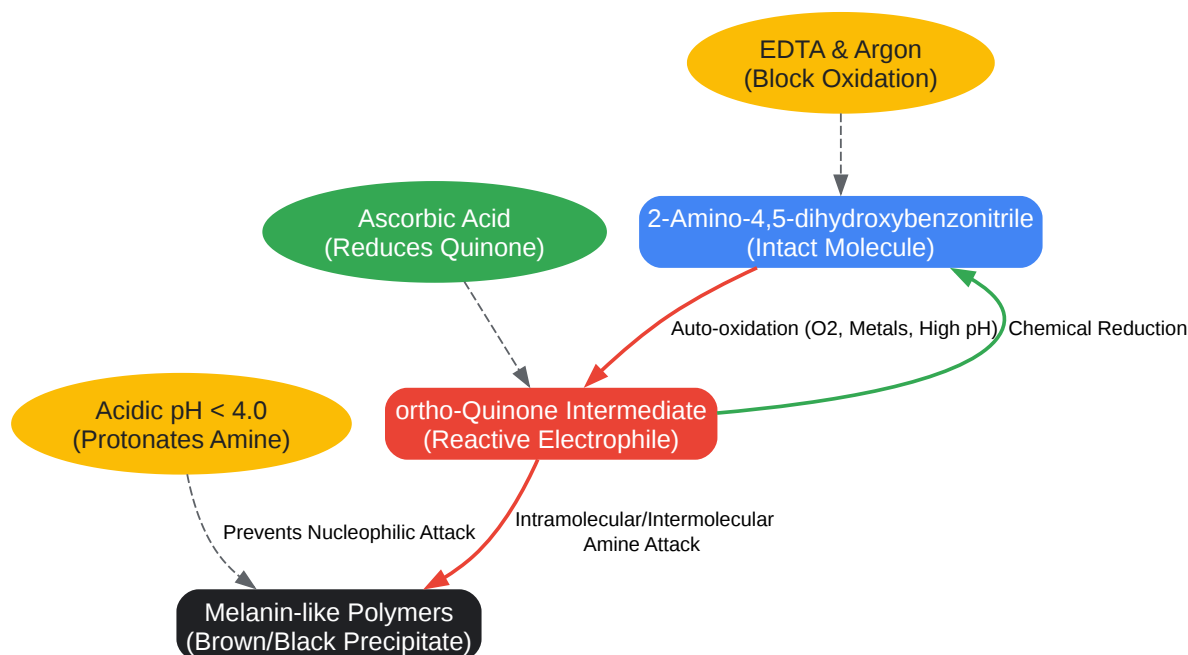 EDTA & Argon
(Block Oxidation)
Ascorbic Acid
(Reduces Quinone)
2-Amino-4,5-dihydroxybenzonitrile
(Intact Molecule)
Auto-oxidation (O2, Metals, High pH)
Chemical Reduction
Acidic pH < 4.0
(Protonates Amine)
ortho-Quinone Intermediate
(Reactive Electrophile)
Prevents Nucleophilic Attack
Intramolecular/Intermolecular
Amine Attack
Melanin-like Polymers
(Brown/Black Precipitate)